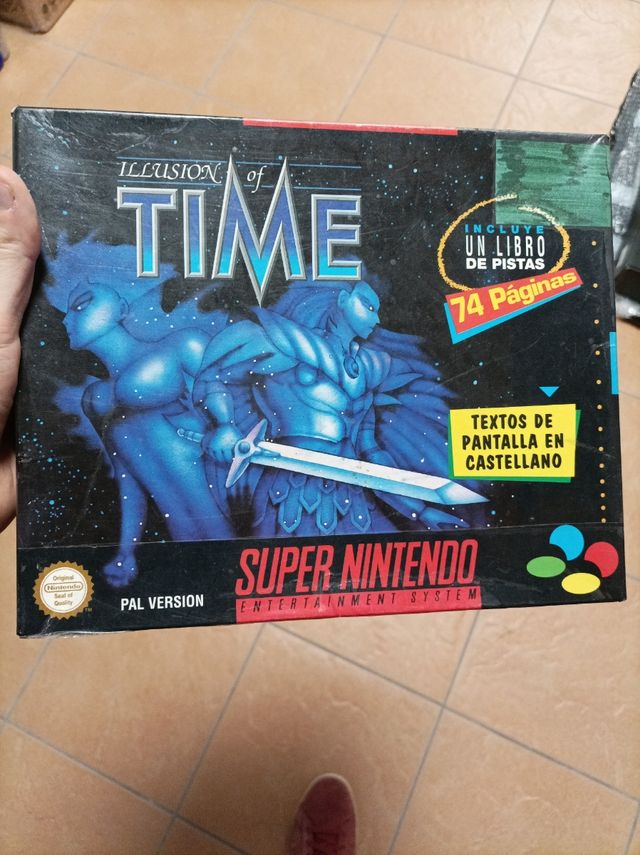 ILLUSION of
TIME
INCLUYE
UN LIBRO
DE PISTAS
74 Páginas
TEXTOS DE
PANTALLA EN
CASTELLANO
Original
Nintendo
Seal of
Quality
TM
PAL VERSION
SUPER NINTENDO
ENTERTAINMENT SYSTEM